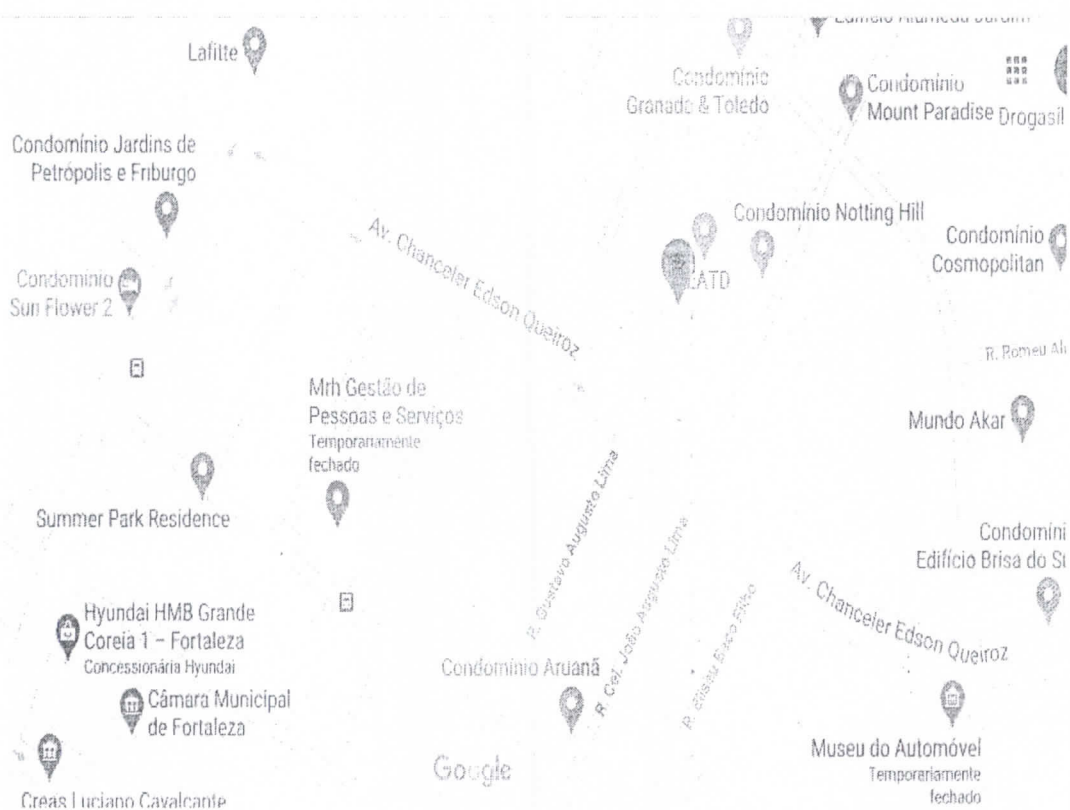 Lafitte
Condomínio
Granado & Toledo
Condomínio
Mount Paradise
Drogasil
Condomínio Jardins de
Petrópolis e Friburgo
Av. Chanceler Edson Queiroz
Condomínio Notting Hill
Condomínio
Cosmopolitan
Condomínio
Sun Flower 2
EATD
R. Romeu
Mrh Gestão de
Pessoas e Serviços
Temporariamente
fechado
Mundo Akar
Summer Park Residence
R. Gustavo Augusto Lima
R. Cel. João Augusto Lima
Condomíni
Edifício Brisa do
Av. Chanceler Edson Queiroz
Hyundai HMB Grande
Coreia 1 – Fortaleza
Concessionária Hyundai
Condomínio Aruanã
Câmara Municipal
de Fortaleza
Museu do Automóvel
Temporariamente
fechado
Google
Creas Luciano Cavalcante